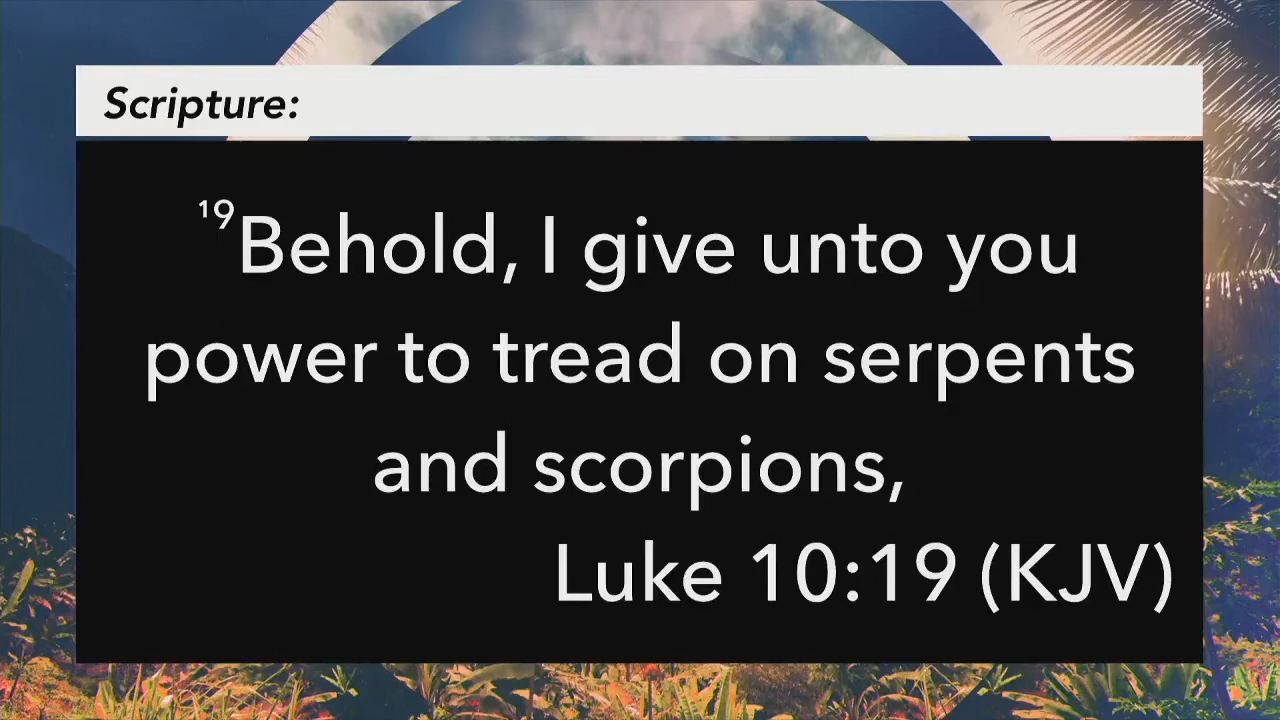 Scripture:
19Behold, I give unto you
power to tread on serpents
and scorpions,
Luke 10:19 (KJV)